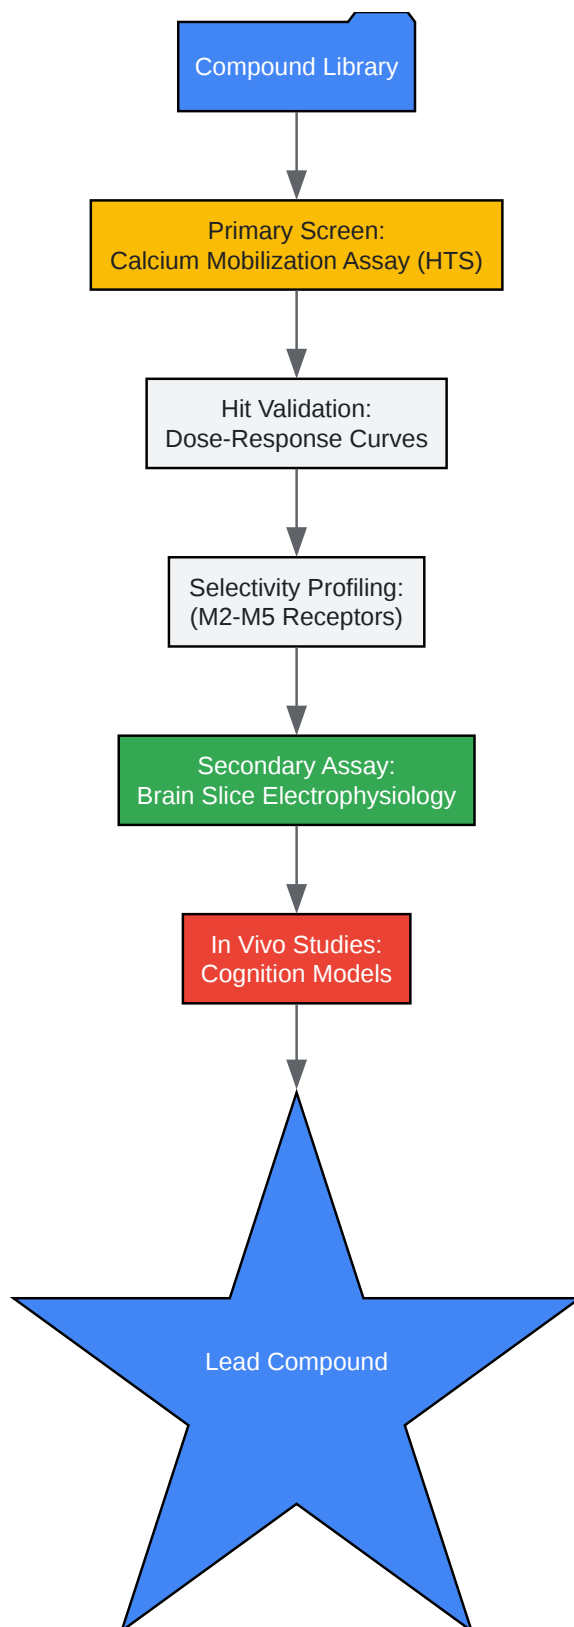 Compound Library
Primary Screen:
Calcium Mobilization Assay (HTS)
Hit Validation:
Dose-Response Curves
Selectivity Profiling:
(M2-M5 Receptors)
Secondary Assay:
Brain Slice Electrophysiology
In Vivo Studies:
Cognition Models
Lead Compound